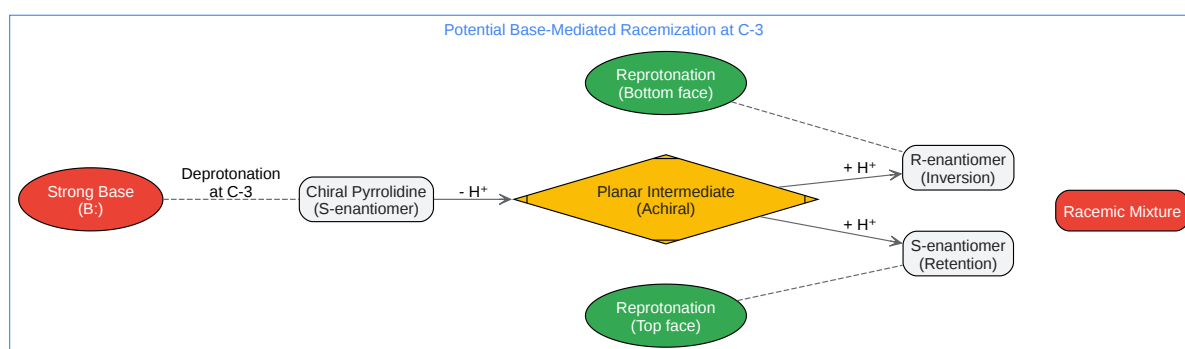 Potential Base-Mediated Racemization at C-3
Reprotonation
(Bottom face)
Strong Base
(B:)
Deprotonation
at C-3
Chiral Pyrrolidine
(S-enantiomer)
- H⁺
Planar Intermediate
(Achiral)
+ H⁺
R-enantiomer
(Inversion)
+ H⁺
S-enantiomer
(Retention)
Racemic Mixture
Reprotonation
(Top face)